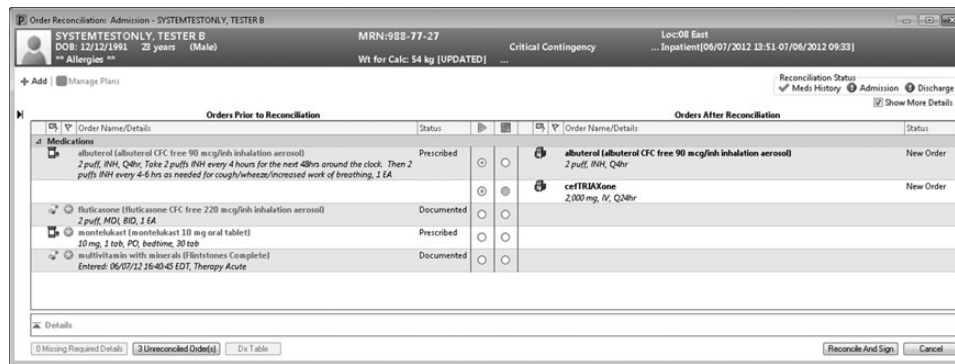 Order Reconciliation: Admission - SYSTEMTESTONLY, TESTER B
SYSTEMTESTONLY, TESTER B
MRN:988-77-27
Loc:08 East
DOB: 12/12/1991 23 years (Male)
Critical Contingency
... Inpatient[06/07/2012 13:51-07/06/2012 09:33]
** Allergies **
Wt for Calc: 54 kg [UPDATED]
...
Add
Manage Plans
Reconciliation Status
Meds History Admission Discharge
Show More Details
Orders Prior to Reconciliation
Orders After Reconciliation
Order Name/Details Status
Order Name/Details Status
Medications
albuterol (albuterol CFC free 90 mcg/inh inhalation aerosol) Prescribed
2 puff, INH, Q4hr, Take 2 puffs INH every 4 hours for the next 48hrs around the clock. Then 2
puffs INH every 4-6 hrs as needed for cough/wheeze/increased work of breathing, 1 EA
albuterol (albuterol CFC free 90 mcg/inh inhalation aerosol) New Order
2 puff, INH, Q4hr
cefTRIAXone New Order
2,000 mg, IV, Q24hr
fluticasone (fluticasone CFC free 220 mcg/inh inhalation aerosol) Documented
2 puff, MDI, BID, 1 EA
montelukast (montelukast 10 mg oral tablet) Prescribed
10 mg, 1 tab, PO, bedtime, 30 tab
multivitamin with minerals (Flintstones Complete) Documented
Entered: 06/07/12 16:40:45 EDT, Therapy Acute
Details
0 Missing Required Details
3 Unreconciled Order(s)
Dx Table
Reconcile And Sign
Cancel